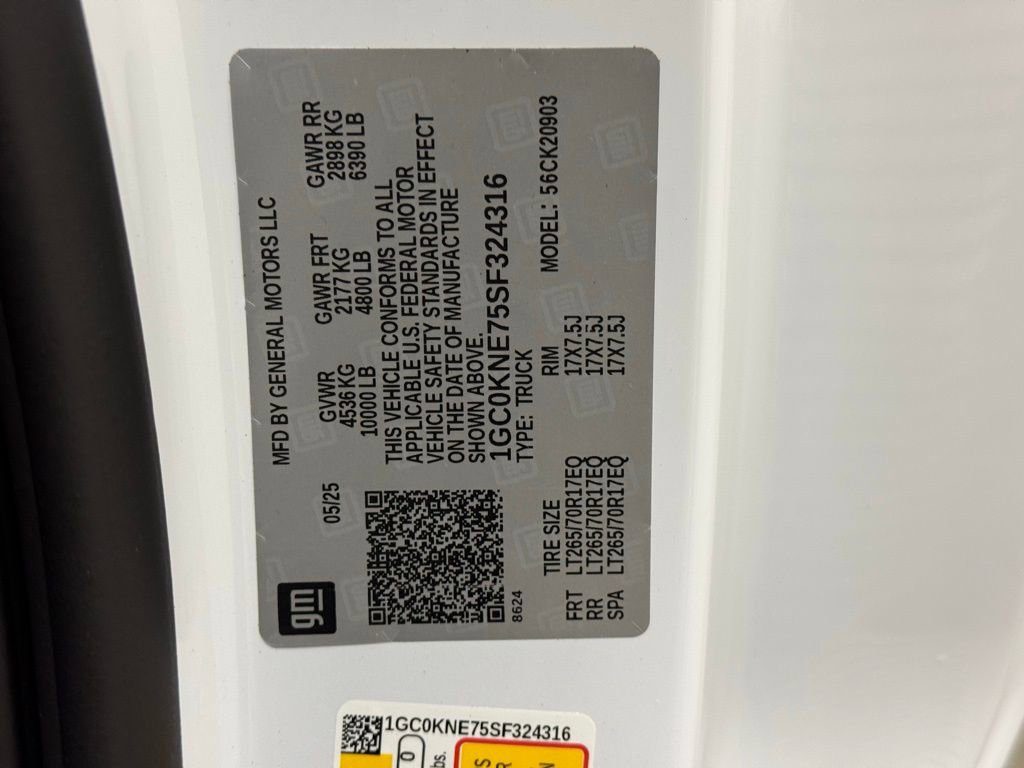 gm
MFD BY GENERAL MOTORS LLC
05/25
GVWR GAWR FRT GAWR RR
4536 KG 2177 KG 2898 KG
10000 LB 4800 LB 6390 LB
THIS VEHICLE CONFORMS TO ALL
APPLICABLE U.S. FEDERAL MOTOR
VEHICLE SAFETY STANDARDS IN EFFECT
ON THE DATE OF MANUFACTURE
SHOWN ABOVE.
1GC0KNE75SF324316
8624 TYPE: TRUCK
TIRE SIZE RIM MODEL: 56CK20903
FRT LT265/70R17EQ 17X7.5J
RR LT265/70R17EQ 17X7.5J
SPA LT265/70R17EQ 17X7.5J
1GC0KNE75SF324316
0
bs.
S
R
N